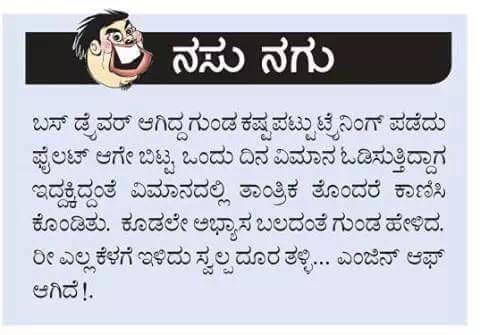 ನಸು ನಗು
ಬಸ್ ಡ್ರೈವರ್ ಆಗಿದ್ದ ಗುಂಡ ಕಷ್ಟಪಟ್ಟು ಟ್ರೈನಿಂಗ್ ಪಡೆದು
ಫೈಲಟ್ ಆಗೇ ಬಿಟ್ಟ. ಒಂದು ದಿನ ವಿಮಾನ ಓಡಿಸುತ್ತಿದ್ದಾಗ
ಇದ್ದಕ್ಕಿದ್ದಂತೆ ವಿಮಾನದಲ್ಲಿ ತಾಂತ್ರಿಕ ತೊಂದರೆ ಕಾಣಿಸಿ
ಕೊಂಡಿತು. ಕೂಡಲೇ ಅಭ್ಯಾಸ ಬಲದಂತೆ ಗುಂಡ ಹೇಳಿದ.
ರೀ ಎಲ್ಲ ಕೆಳಗೆ ಇಳಿದು ಸ್ವಲ್ಪ ದೂರ ತಳ್ಳಿ... ಎಂಜಿನ್ ಆಫ್
ಆಗಿದೆ!.